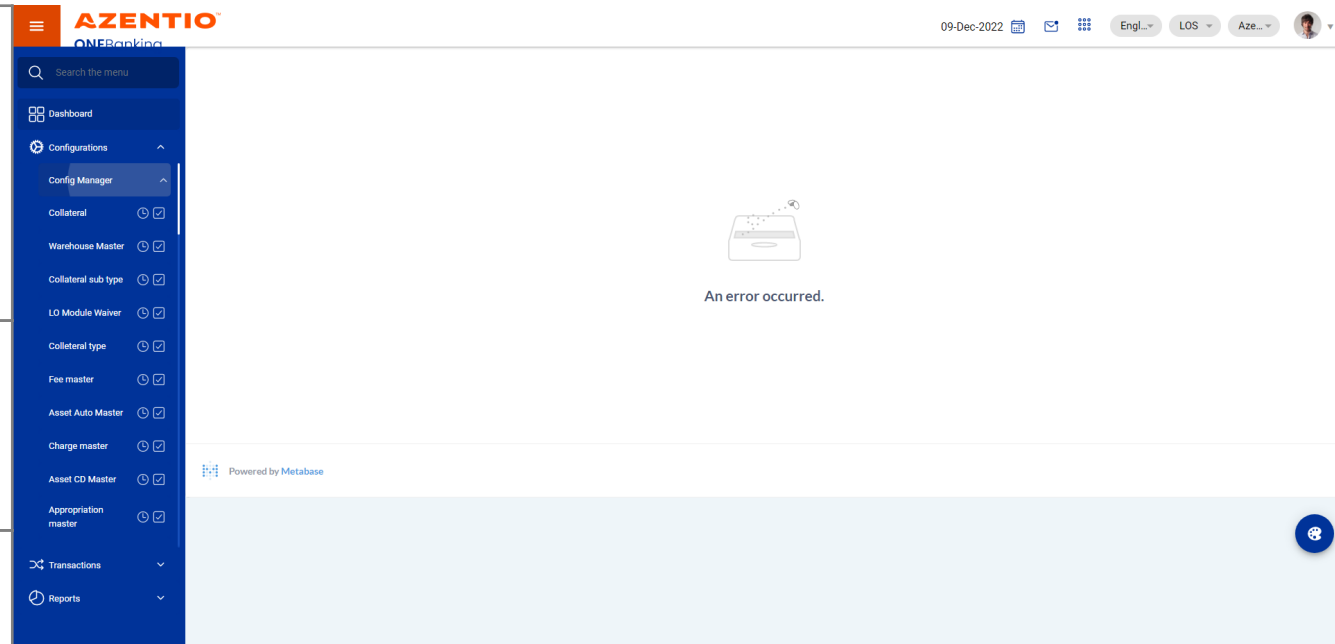 AZENTIO™
ONEBanking
09-Dec-2022
Engl...
LOS
Aze...
Search the menu
Dashboard
Configurations
Config Manager
Collateral
Warehouse Master
Collateral sub type
LO Module Waiver
Colleteral type
Fee master
Asset Auto Master
Charge master
Asset CD Master
Appropriation
master
Transactions
Reports
An error occurred.
Powered by Metabase